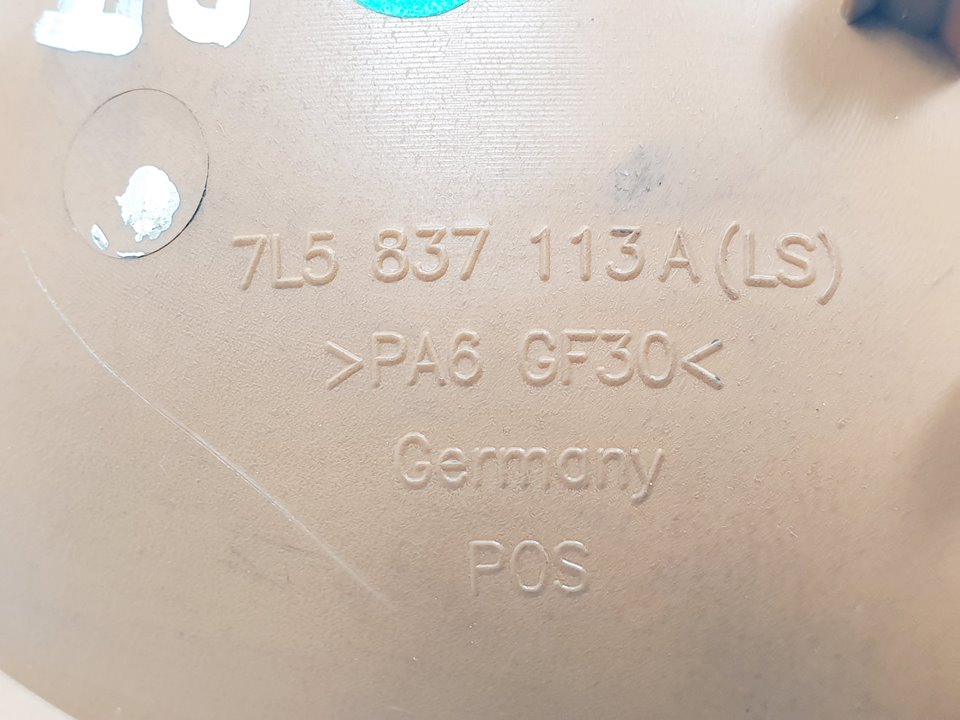 7L5 837 113 A (LS)
>PA6 GF30<
Germany
POS